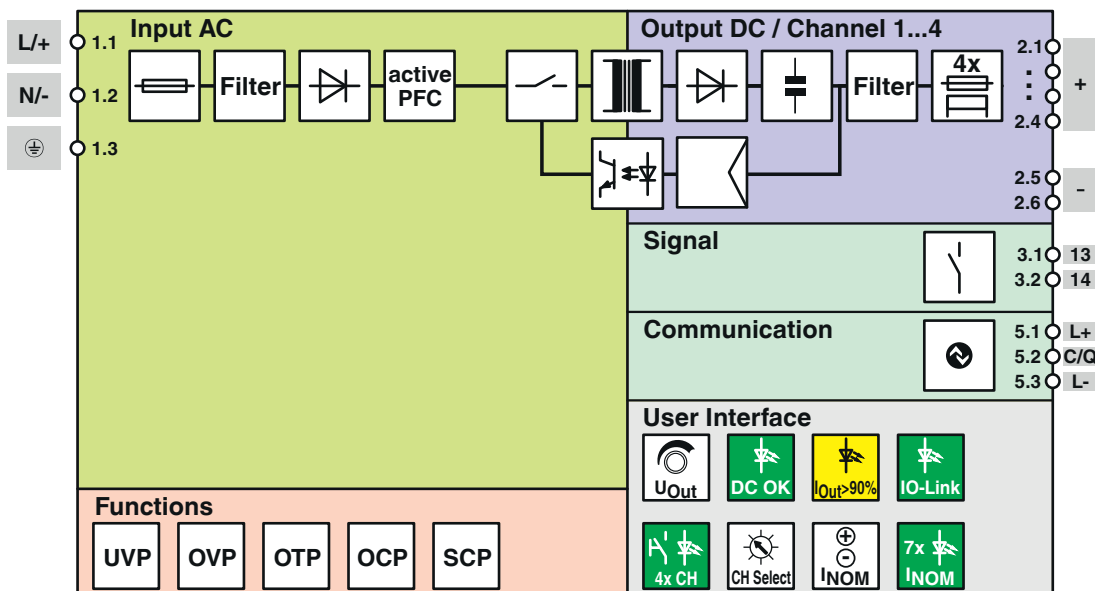 Input AC
Output DC / Channel 1...4
L/+
1.1
N/-
1.2
1.3
Filter
active
PFC
Filter
4x
2.1
2.4
+
2.5
2.6
-
Signal
3.1
13
3.2
14
Communication
5.1
L+
5.2
C/Q
5.3
L-
User Interface
UOut
DC OK
IOut>90%
IO-Link
4x CH
CH Select
+
-
INOM
7x
INOM
Functions
UVP
OVP
OTP
OCP
SCP